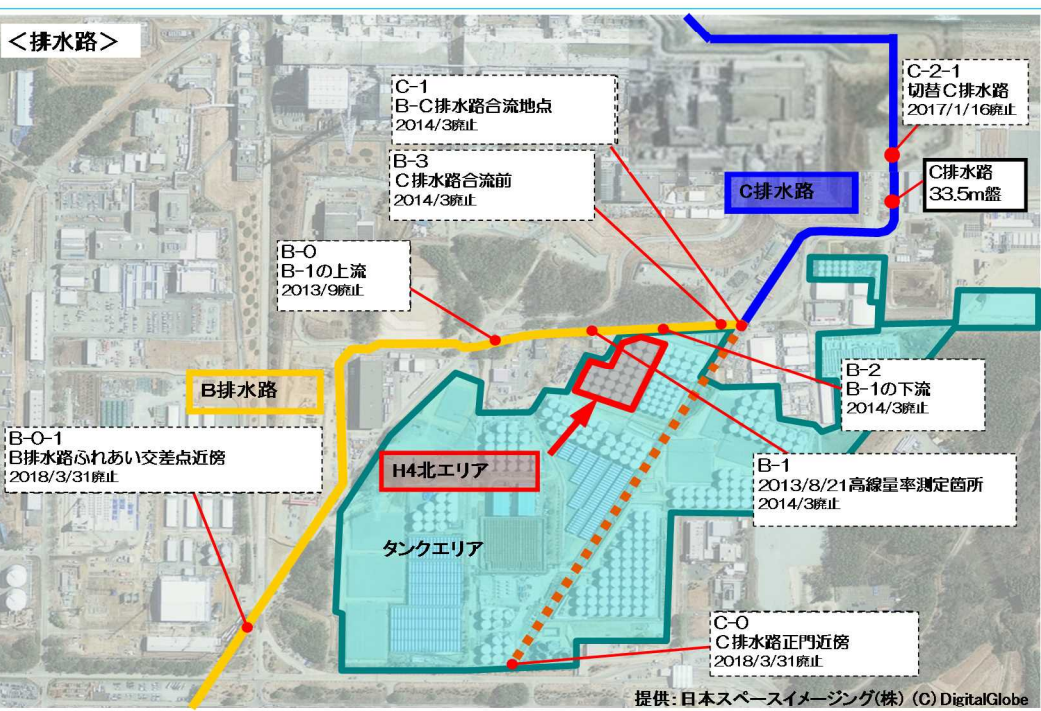 ＜排水路＞
C-1
B-C排水路合流地点
2014/3廃止
C-2-1
切替C排水路
2017/1/16廃止
B-3
C排水路合流前
2014/3廃止
C排水路
C排水路
33.5m盤
B-0
B-1の上流
2013/9廃止
B-2
B-1の下流
2014/3廃止
B排水路
B-0-1
B排水路ふれあい交差点近傍
2018/3/31廃止
H4北エリア
B-1
2013/8/21高線量率測定箇所
2014/3廃止
タンクエリア
C-0
C排水路正門近傍
2018/3/31廃止
提供：日本スペースイメージング(株) (C) DigitalGlobe